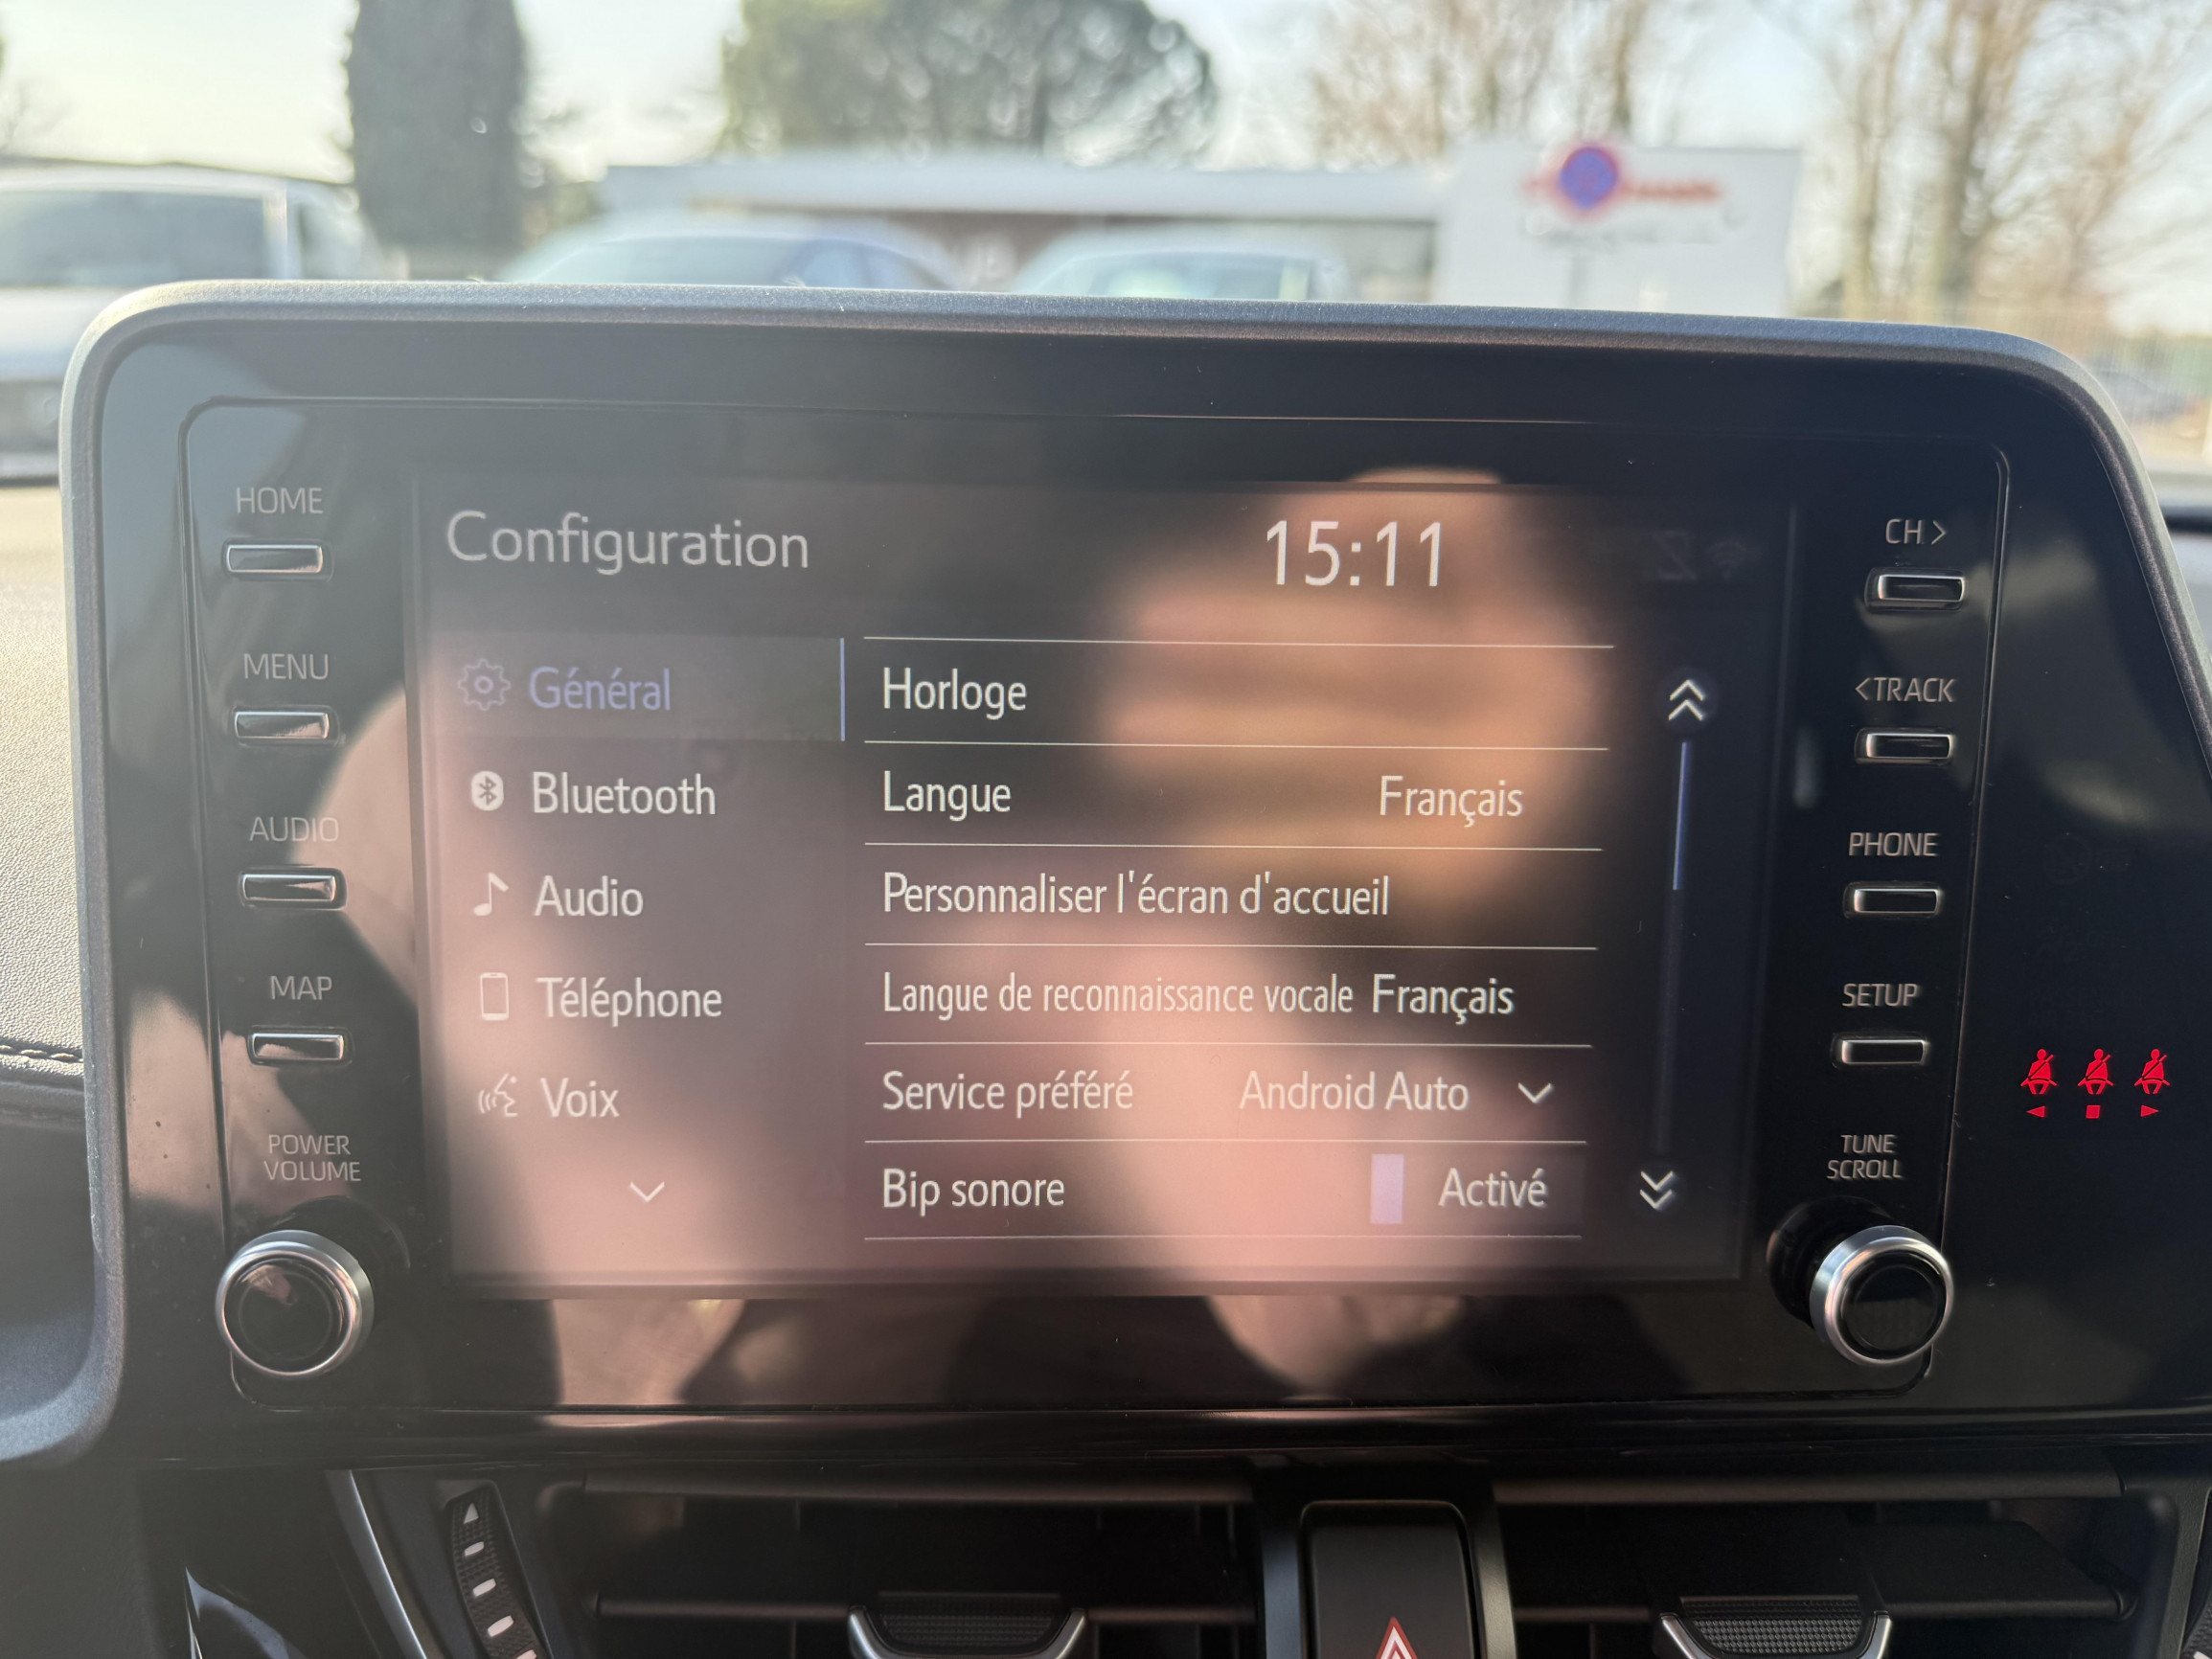 HOME
MENU
AUDIO
MAP
POWER
VOLUME
Configuration 15:11
Général
Bluetooth
Audio
Téléphone
Voix
Horloge
Langue Français
Personnaliser l'écran d'accueil
Langue de reconnaissance vocale Français
Service préféré Android Auto
Bip sonore Activé
CH>
<TRACK
PHONE
SETUP
TUNE
SCROLL